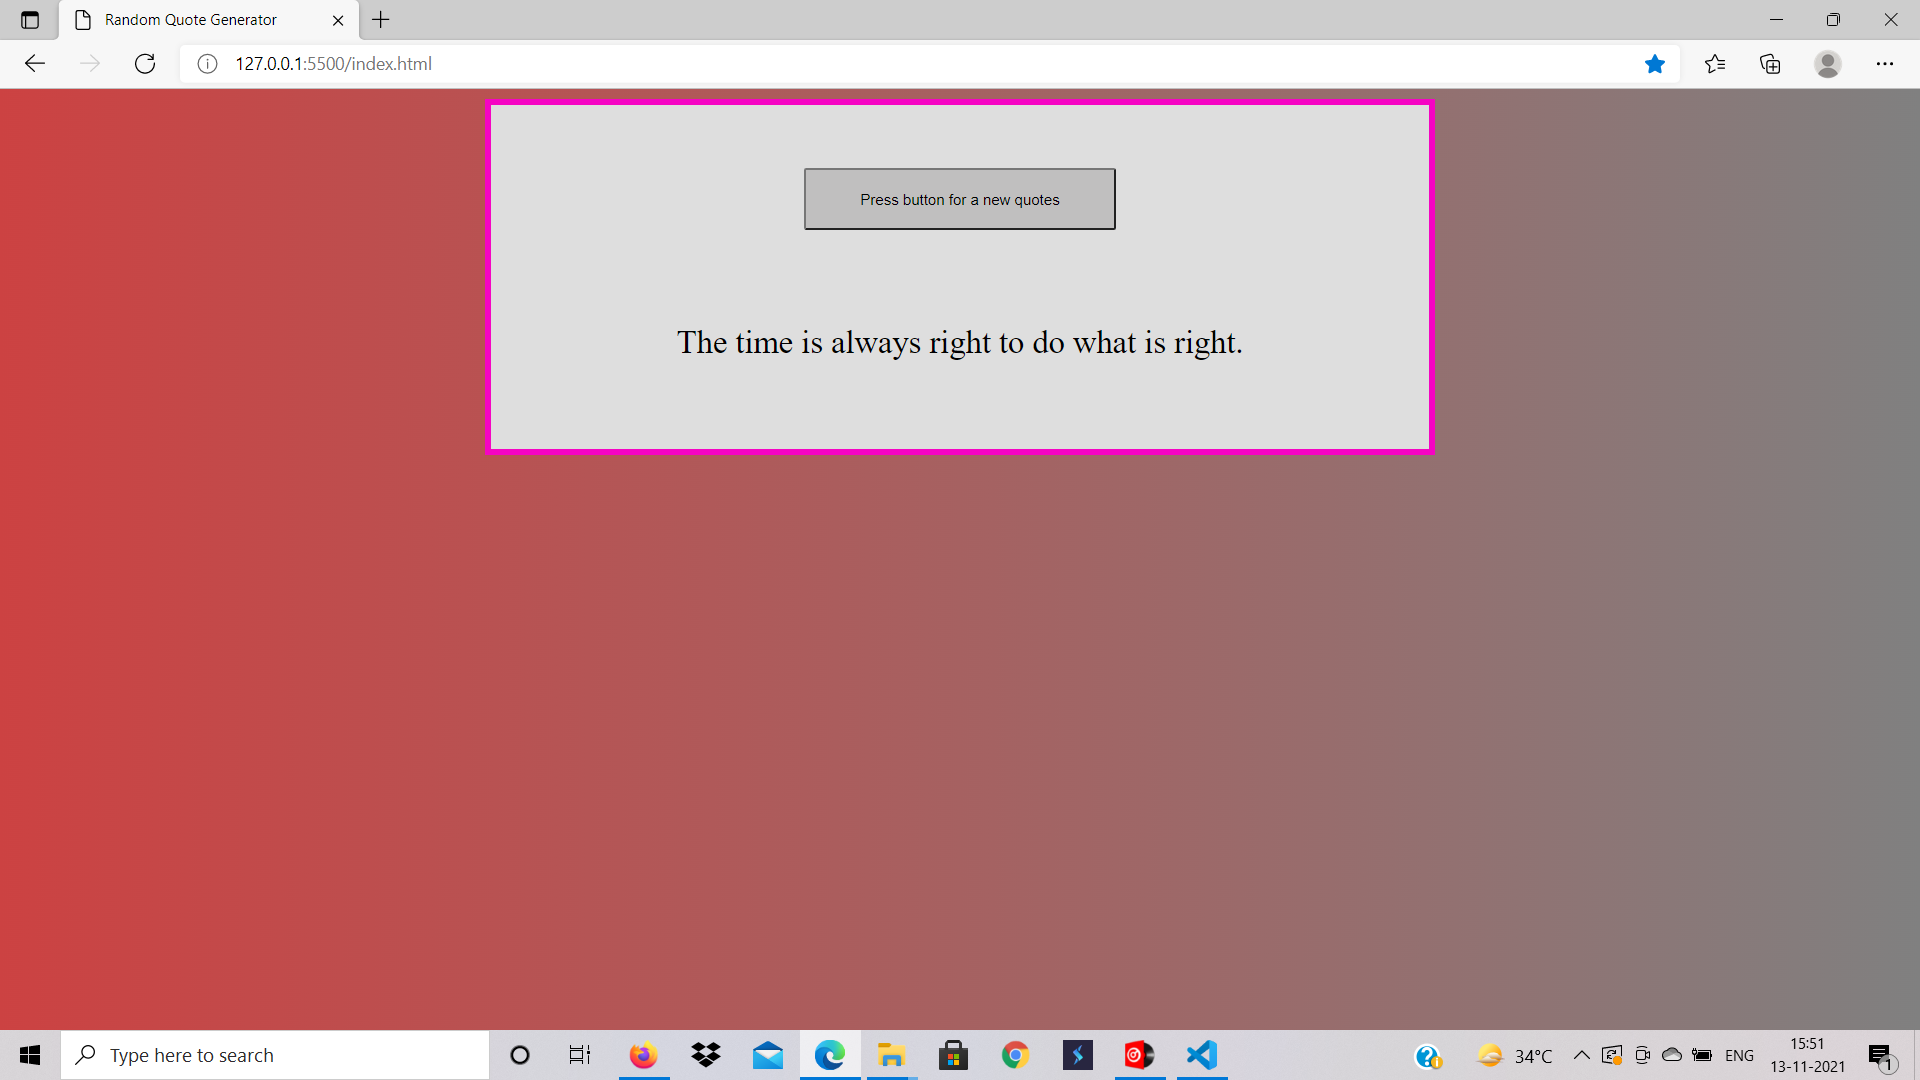 Random Quote Generator
127.0.0.1:5500/index.html
Press button for a new quotes
The time is always right to do what is right.
Type here to search
34°C
ENG
15:51
13-11-2021
1